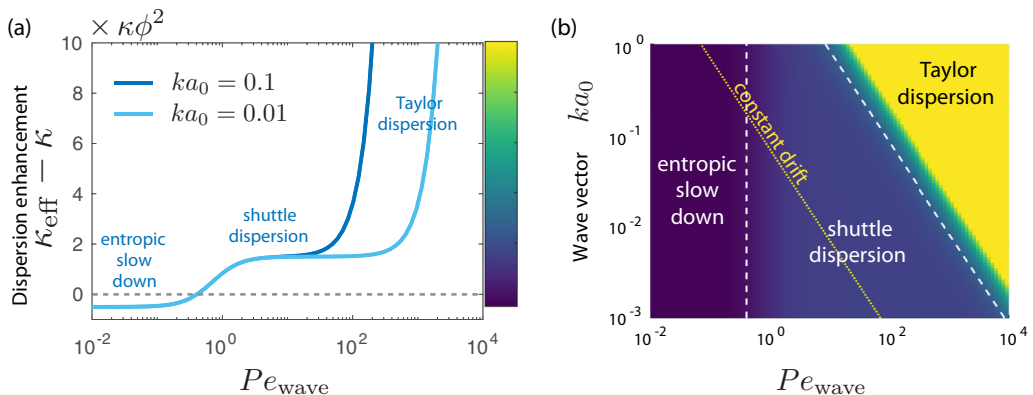 (a)
× κϕ²
Dispersion enhancement
κ_eff − κ
10
8
6
4
2
0
ka₀ = 0.1
ka₀ = 0.01
Taylor
dispersion
shuttle
dispersion
entropic
slow
down
10⁻²
10⁰
10²
10⁴
Pe_wave
(b)
Wave vector ka₀
10⁰
10⁻¹
10⁻²
10⁻³
Taylor
dispersion
constant drift
entropic
slow
down
shuttle
dispersion
10⁻²
10⁰
10²
10⁴
Pe_wave